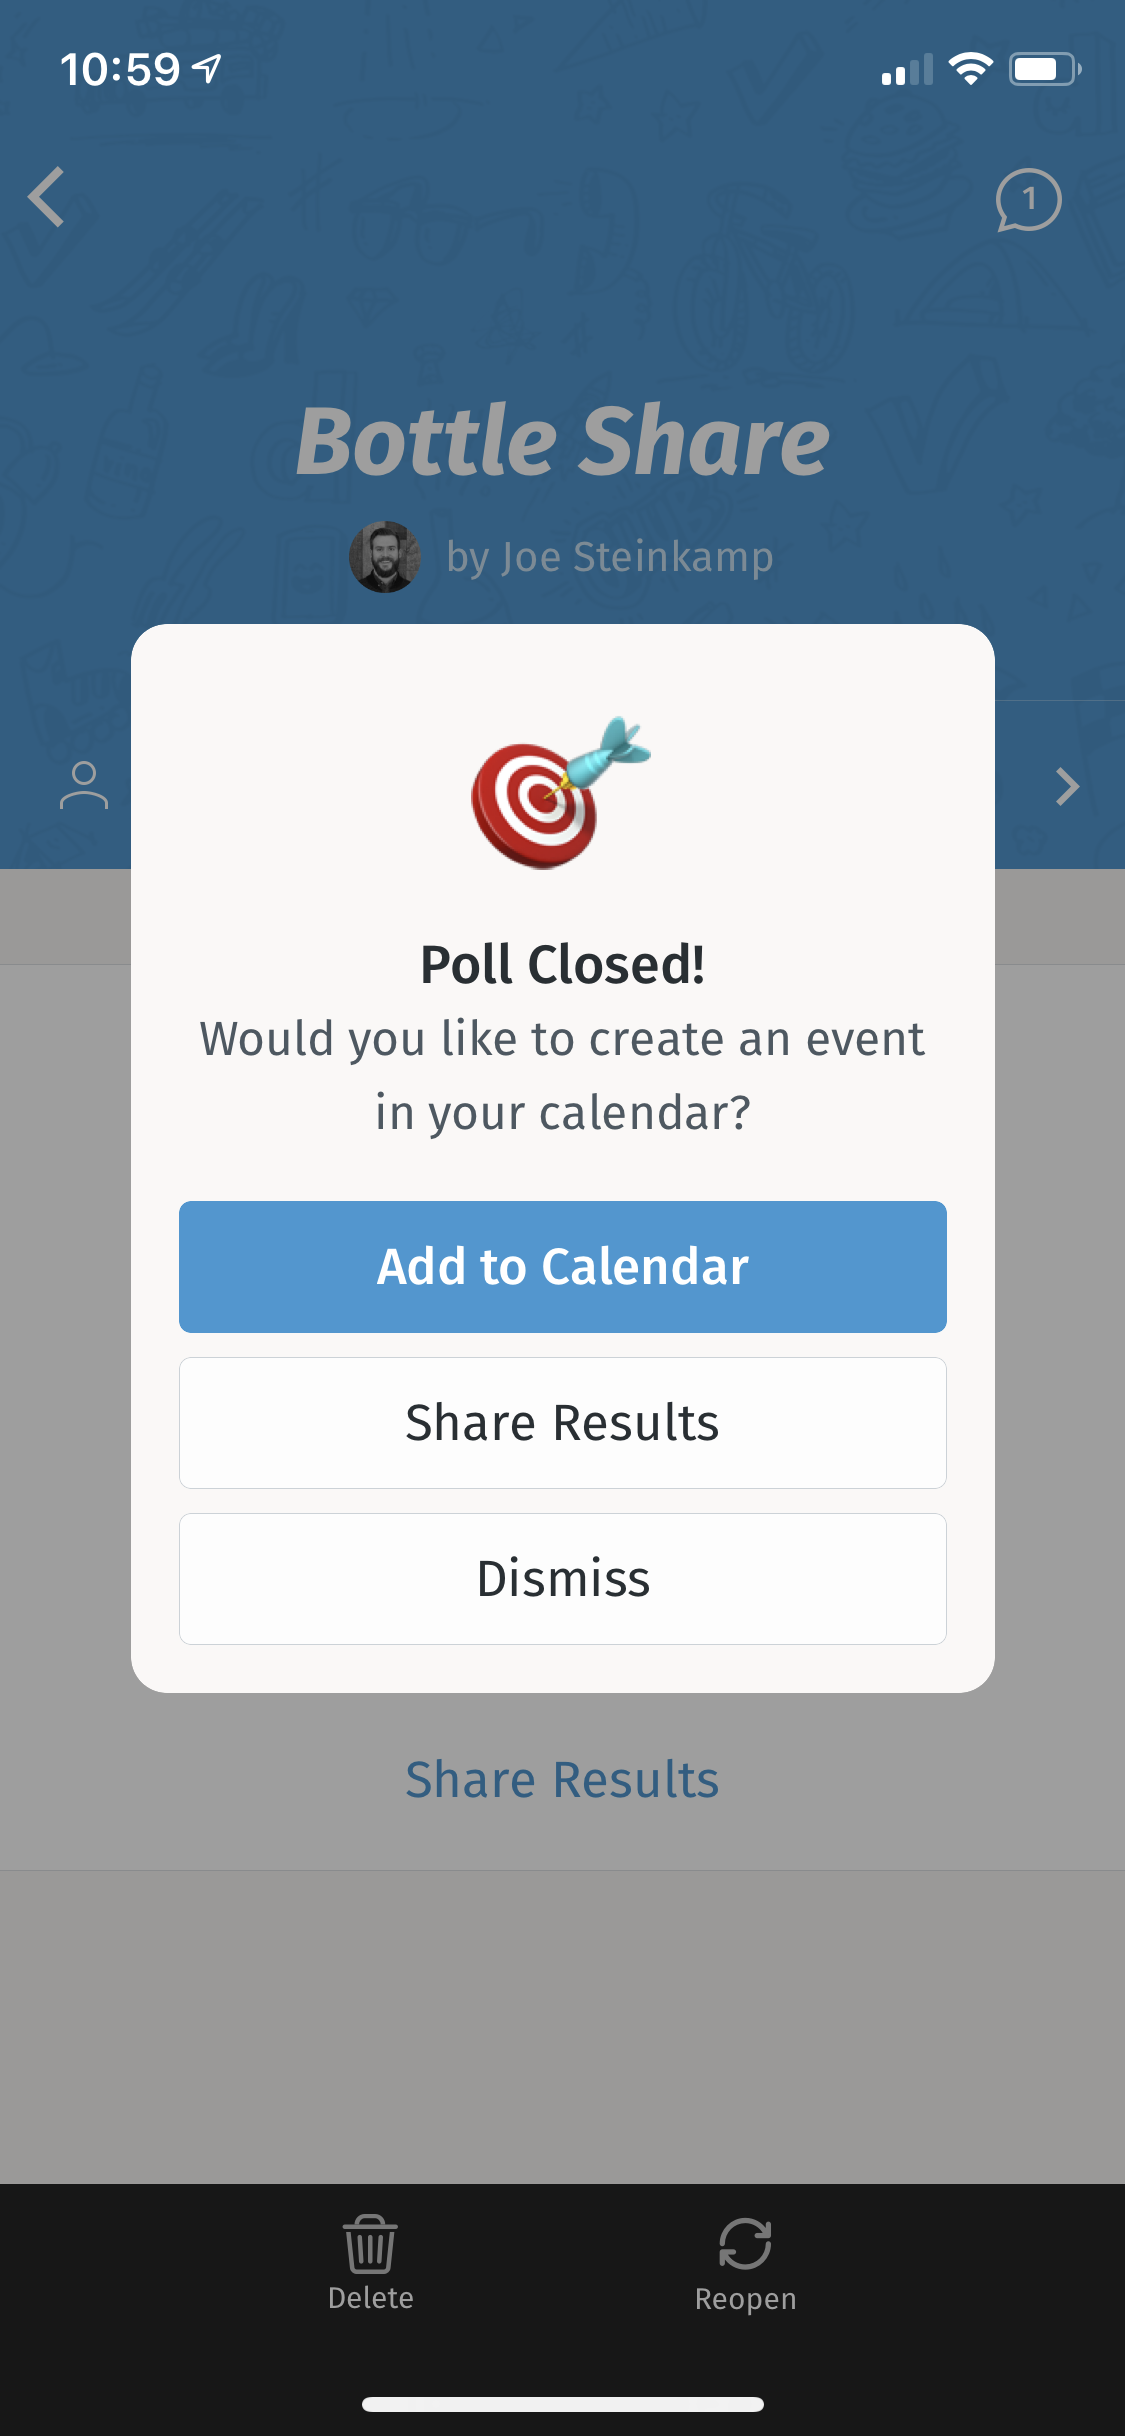 10:59
1
Bottle Share
by Joe Steinkamp
Poll Closed!
Would you like to create an event
in your calendar?
Add to Calendar
Share Results
Dismiss
Share Results
Delete
Reopen